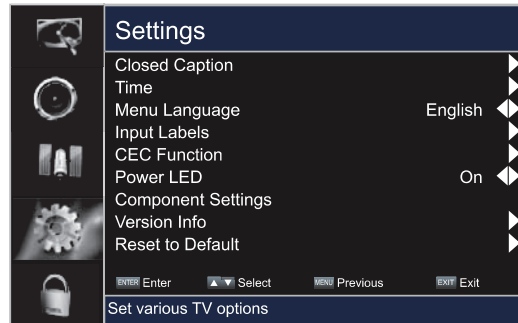 Settings
Closed Caption
Time
Menu Language English
Input Labels
CEC Function
Power LED On
Component Settings
Version Info
Reset to Default
ENTER Enter Select MENU Previous EXIT Exit
Set various TV options